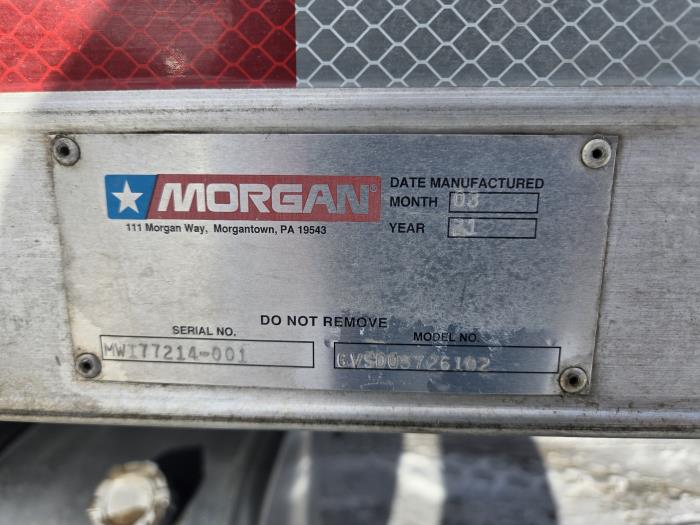 MORGAN®
111 Morgan Way, Morgantown, PA 19543
DATE MANUFACTURED
MONTH 03
YEAR
DO NOT REMOVE
SERIAL NO.
MWI77214-001
MODEL NO.
GVSD08726102